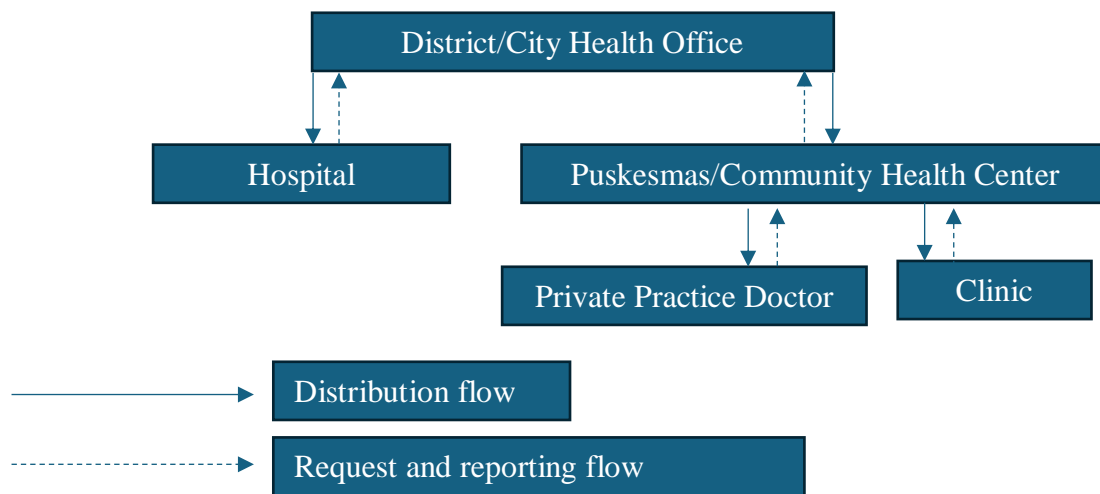 District/City Health Office
Hospital
Puskesmas/Community Health Center
Private Practice Doctor
Clinic
Distribution flow
Request and reporting flow